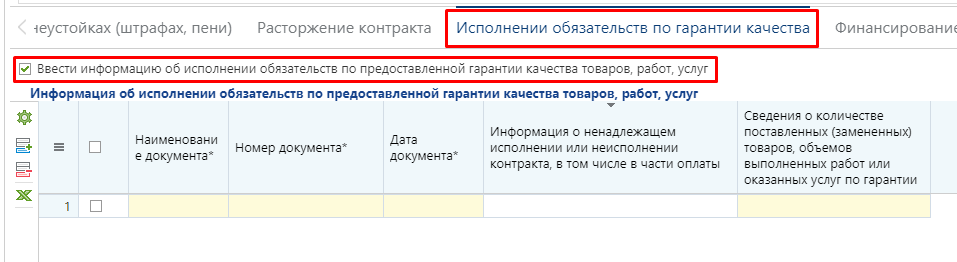 неустойках (штрафах, пени) Расторжение контракта Исполнении обязательств по гарантии качества Финансирование
Ввести информацию об исполнении обязательств по предоставленной гарантии качества товаров, работ, услуг
Информация об исполнении обязательств по предоставленной гарантии качества товаров, работ, услуг
Наименовани
е документа*
Номер документа*
Дата
документа*
Информация о ненадлежащем
исполнении или неисполнении
контракта, в том числе в части оплаты
Сведения о количестве
поставленных (замененных)
товаров, объемов
выполненных работ или
оказанных услуг по гарантии
1